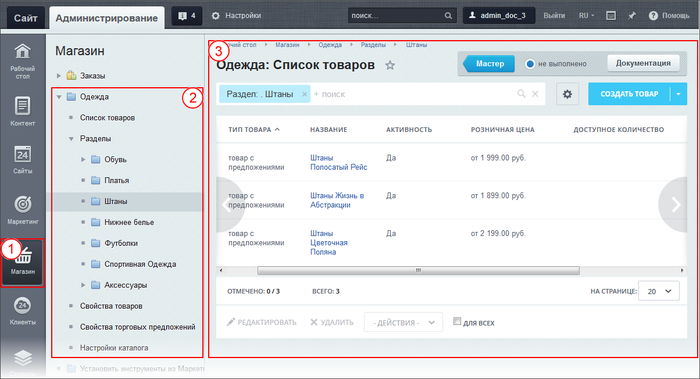 Сайт
Администрирование
4
Настройки
поиск...
admin_doc_3
Выйти
RU
Помощь
Рабочий
стол
Контент
24
Сайты
Маркетинг
1
Магазин
24
Клиенты
Магазин
Заказы
2
Одежда
Список товаров
Разделы
Обувь
Платья
Штаны
Нижнее белье
Футболки
Спортивная Одежда
Аксессуары
Свойства товаров
Свойства торговых предложений
Настройки каталога
Установить инструменты из Маркет
3
чий стол Магазин Одежда Разделы Штаны
Одежда: Список товаров
Мастер
не выполнено
Документация
Раздел: . Штаны ×
+ поиск
СОЗДАТЬ ТОВАР
ТИП ТОВАРА НАЗВАНИЕ АКТИВНОСТЬ РОЗНИЧНАЯ ЦЕНА ДОСТУПНОЕ КОЛИЧЕСТВО
товар с Штаны Да от 1 999.00 руб.
предложениями Полосатый Рейс
товар с Штаны Жизнь в Да от 1 899.00 руб.
предложениями Абстракции
товар с Штаны Да от 2 199.00 руб.
предложениями Цветочная
Поляна
ОТМЕЧЕНО: 0 / 3 ВСЕГО: 3 НА СТРАНИЦЕ: 20
РЕДАКТИРОВАТЬ УДАЛИТЬ - ДЕЙСТВИЯ - ДЛЯ ВСЕХ